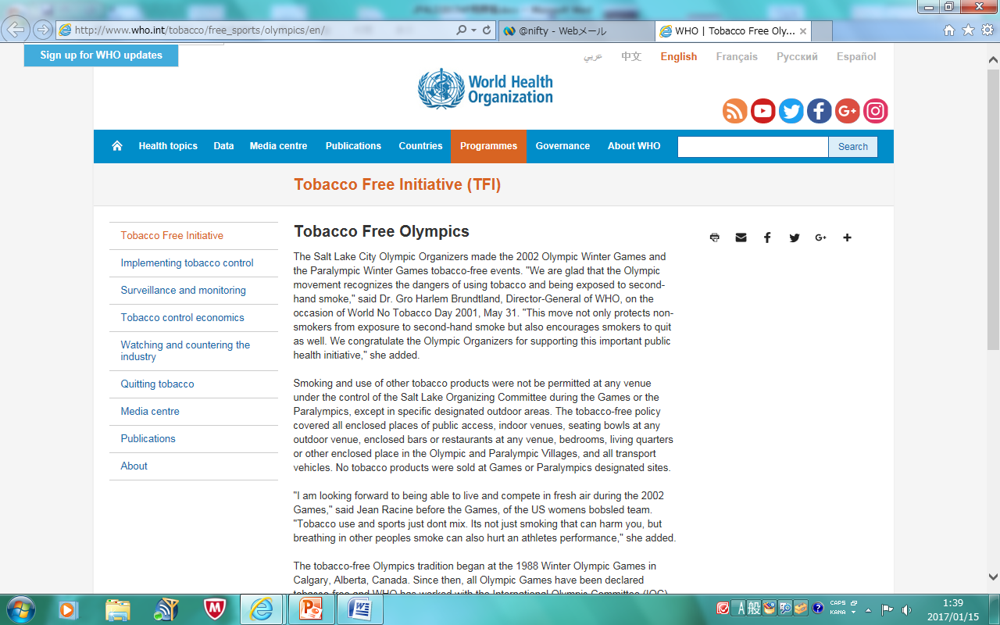 http://www.who.int/tobacco/free_sports/olympics/en/
@nifty - Webメール
WHO | Tobacco Free Oly...
Sign up for WHO updates
عربي
中文
English
Français
Русский
Español
World Health
Organization
Health topics
Data
Media centre
Publications
Countries
Programmes
Governance
About WHO
Search
Tobacco Free Initiative (TFI)
Tobacco Free Initiative
Implementing tobacco control
Surveillance and monitoring
Tobacco control economics
Watching and countering the
industry
Quitting tobacco
Media centre
Publications
About
Tobacco Free Olympics
The Salt Lake City Olympic Organizers made the 2002 Olympic Winter Games and
the Paralympic Winter Games tobacco-free events. "We are glad that the Olympic
movement recognizes the dangers of using tobacco and being exposed to second-
hand smoke," said Dr. Gro Harlem Brundtland, Director-General of WHO, on the
occasion of World No Tobacco Day 2001, May 31. "This move not only protects non-
smokers from exposure to second-hand smoke but also encourages smokers to quit
as well. We congratulate the Olympic Organizers for supporting this important public
health initiative," she added.
Smoking and use of other tobacco products were not be permitted at any venue
under the control of the Salt Lake Organizing Committee during the Games or the
Paralympics, except in specific designated outdoor areas. The tobacco-free policy
covered all enclosed places of public access, indoor venues, seating bowls at any
outdoor venue, enclosed bars or restaurants at any venue, bedrooms, living quarters
or other enclosed place in the Olympic and Paralympic Villages, and all transport
vehicles. No tobacco products were sold at Games or Paralympics designated sites.
"I am looking forward to being able to live and compete in fresh air during the 2002
Games," said Jean Racine before the Games, of the US womens bobsled team.
"Tobacco use and sports just dont mix. Its not just smoking that can harm you, but
breathing in other peoples smoke can also hurt an athletes performance," she added.
The tobacco-free Olympics tradition began at the 1988 Winter Olympic Games in
Calgary, Alberta, Canada. Since then, all Olympic Games have been declared
tobacco free and WHO has worked with the International Olympic Committee (IOC)
A 般
CAPS
KANA
1:39
2017/01/15